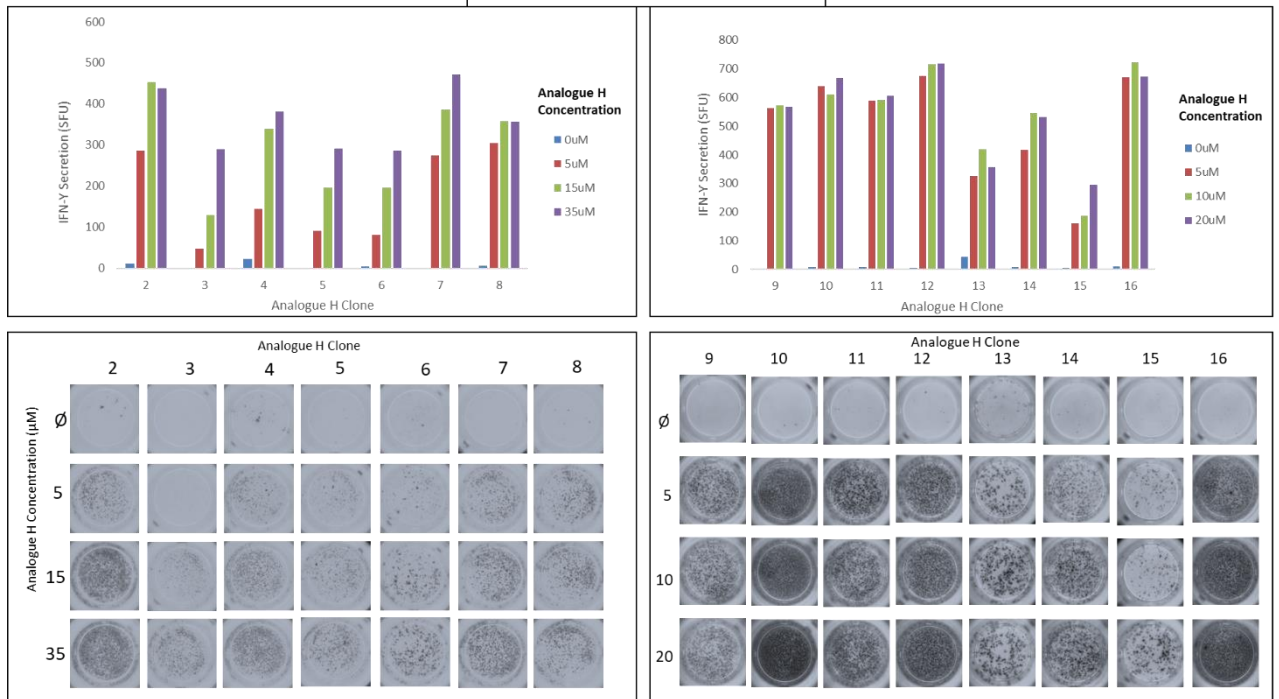 600
500
400
300
200
100
0
IFN-Y Secretion (SFU)
2 3 4 5 6 7 8
Analogue H Clone
Analogue H
Concentration
0uM
5uM
15uM
35uM
800
700
600
500
400
300
200
100
0
IFN-Y Secretion (SFU)
9 10 11 12 13 14 15 16
Analogue H Clone
Analogue H
Concentration
0uM
5uM
10uM
20uM
Analogue H Clone
2 3 4 5 6 7 8
Analogue H Concentration (µM)
Ø
5
15
35
Analogue H Clone
9 10 11 12 13 14 15 16
Ø
5
10
20